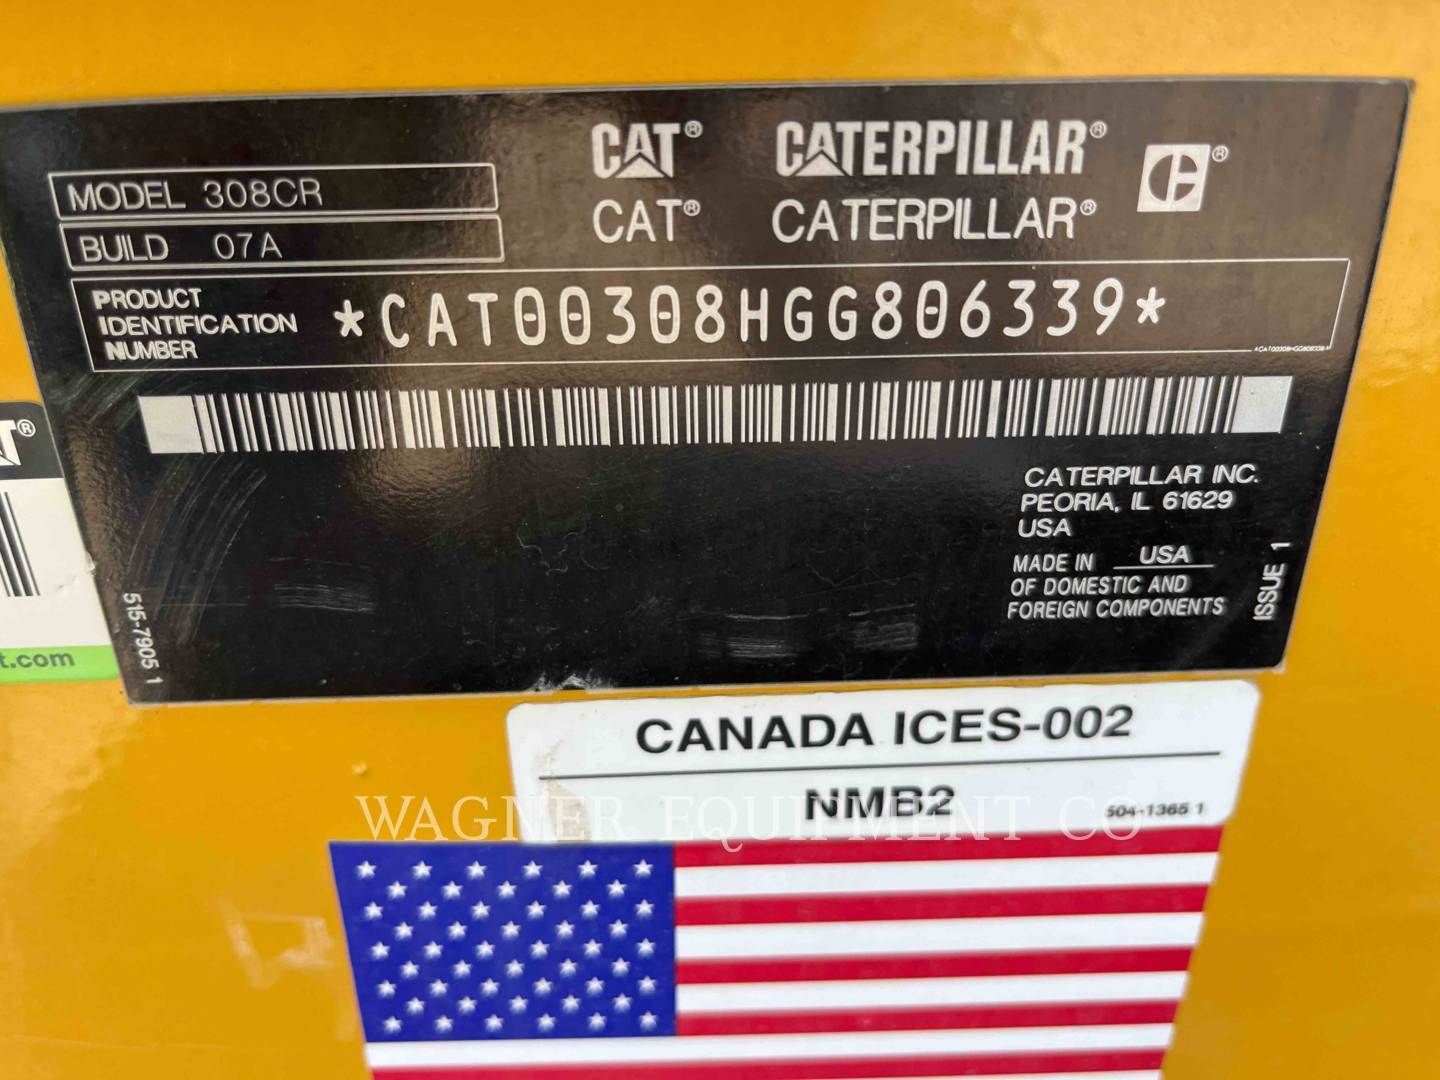 CAT® CATERPILLAR® ®
CAT® CATERPILLAR®
MODEL 308CR
BUILD 07A
PRODUCT
IDENTIFICATION
NUMBER
*CAT00308HGG806339*
CATERPILLAR INC.
PEORIA, IL 61629
USA
MADE IN USA
OF DOMESTIC AND
FOREIGN COMPONENTS
ISSUE 1
515-7905 1
T®
t.com
CANADA ICES-002
NMB2
504-1365 1
WAGNER EQUIPMENT CO